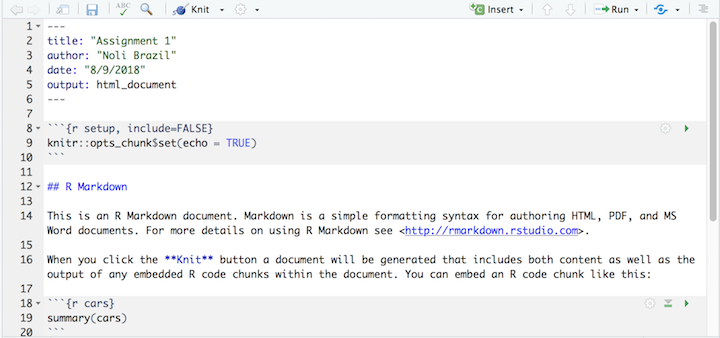 ABC Knit Insert Run
1 ---
2 title: "Assignment 1"
3 author: "Noli Brazil"
4 date: "8/9/2018"
5 output: html_document
6 ---
7
8 ```{r setup, include=FALSE}
9 knitr::opts_chunk$set(echo = TRUE)
10 ```
11
12 ## R Markdown
13
14 This is an R Markdown document. Markdown is a simple formatting syntax for authoring HTML, PDF, and MS
Word documents. For more details on using R Markdown see <http://rmarkdown.rstudio.com>.
15
16 When you click the **Knit** button a document will be generated that includes both content as well as the
output of any embedded R code chunks within the document. You can embed an R code chunk like this:
17
18 ```{r cars}
19 summary(cars)
20 ```